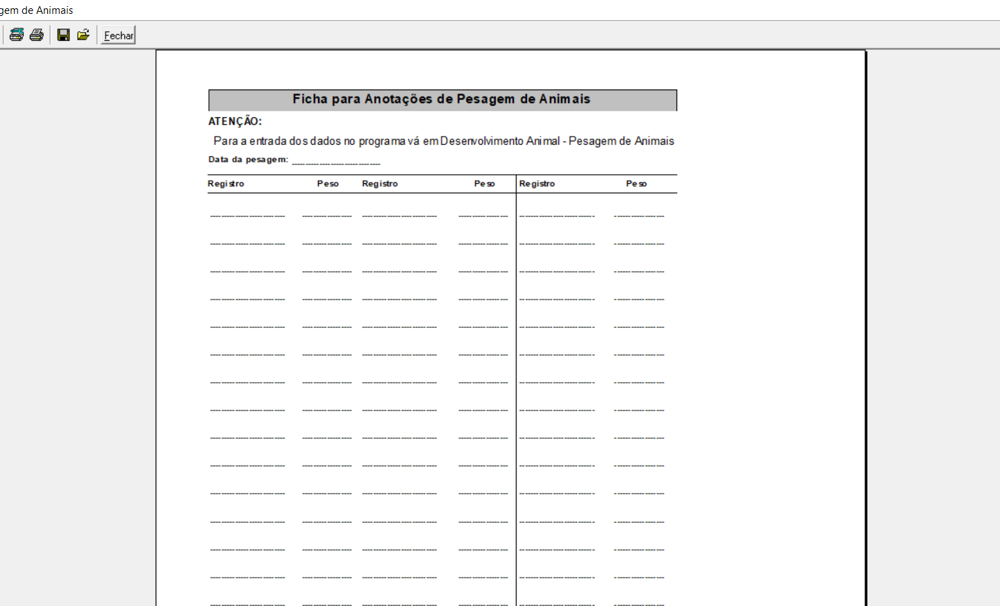 gem de Animais
Fechar
Ficha para Anotações de Pesagem de Animais
ATENÇÃO:
Para a entrada dos dados no programa vá em Desenvolvimento Animal - Pesagem de Animais
Data da pesagem: ____________________
Registro Peso Registro Peso Registro Peso